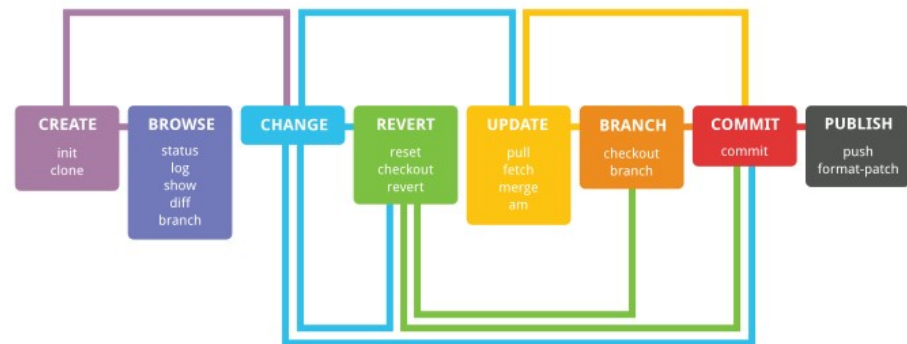 CREATE
init
clone
BROWSE
status
log
show
diff
branch
CHANGE
REVERT
reset
checkout
revert
UPDATE
pull
fetch
merge
am
BRANCH
checkout
branch
COMMIT
commit
PUBLISH
push
format-patch